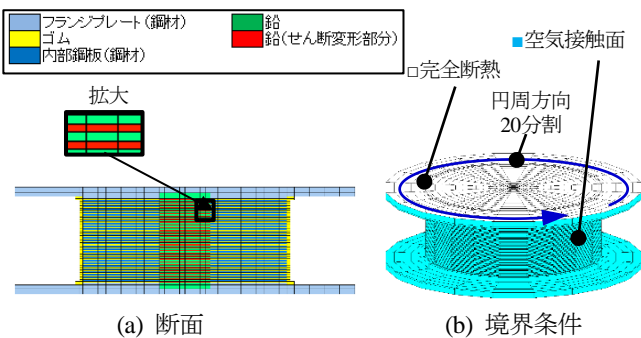 フランジプレート(鋼材)
ゴム
内部鋼板(鋼材)
鉛
鉛(せん断変形部分)
■空気接触面
□完全断熱
円周方向
20分割
拡大
(a) 断面
(b) 境界条件